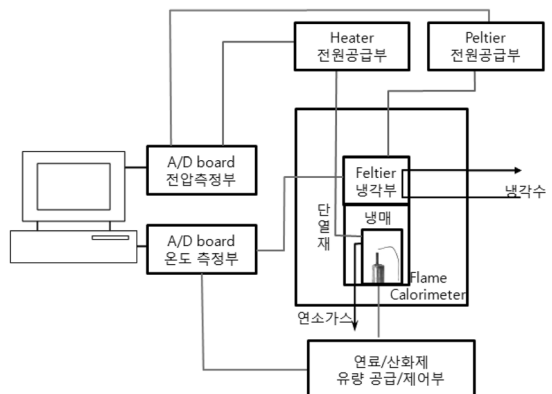 Heater
전원공급부
Peltier
전원공급부
A/D board
전압측정부
Feltier
냉각부
냉각수
단
열
재
냉매
A/D board
온도 측정부
Flame
Calorimeter
연소가스
연료/산화제
유량 공급/제어부